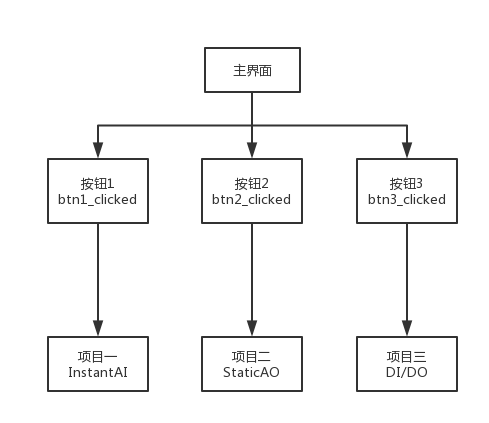 主界面
按钮1
btn1_clicked
按钮2
btn2_clicked
按钮3
btn3_clicked
项目一
InstantAI
项目二
StaticAO
项目三
DI/DO